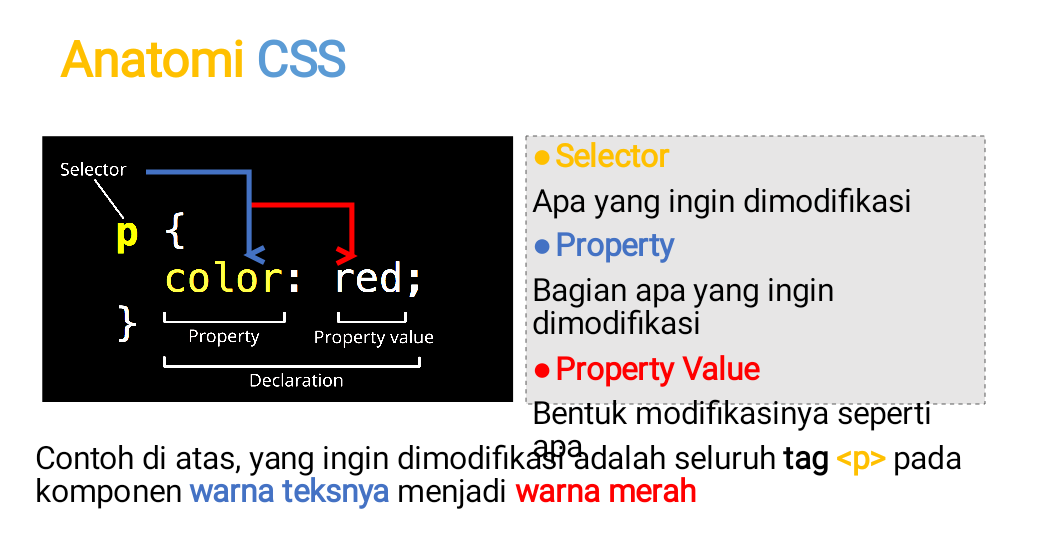 Anatomi CSS
Selector
p {
color: red;
}
Property
Property value
Declaration
● Selector
Apa yang ingin dimodifikasi
● Property
Bagian apa yang ingin
dimodifikasi
● Property Value
Bentuk modifikasinya seperti
apa
Contoh di atas, yang ingin dimodifikasi adalah seluruh tag <p> pada
komponen warna teksnya menjadi warna merah